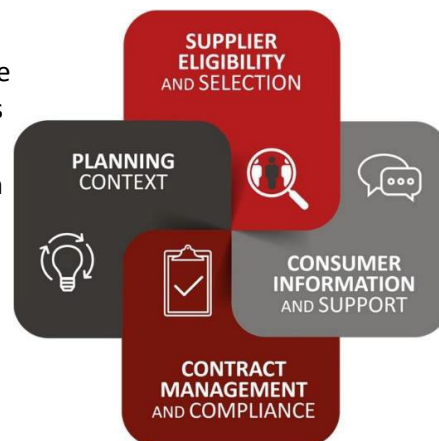 SUPPLIER
ELIGIBILITY
AND SELECTION
PLANNING
CONTEXT
CONSUMER
INFORMATION
AND SUPPORT
CONTRACT
MANAGEMENT
AND COMPLIANCE